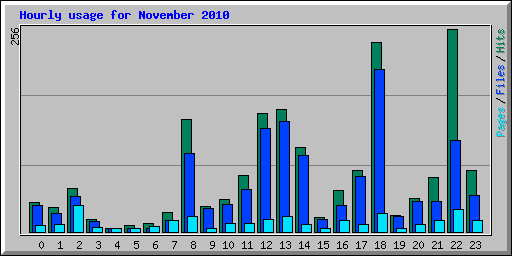 Hourly usage for November 2010
256
Pages/Files/Hits
0 1 2 3 4 5 6 7 8 9 10 11 12 13 14 15 16 17 18 19 20 21 22 23